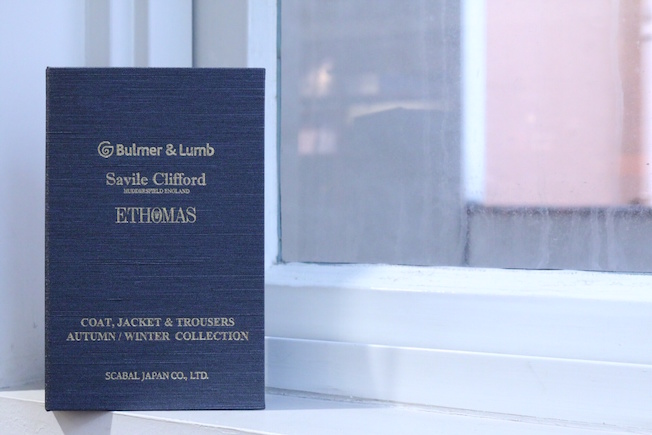 Bulmer & Lumb
Savile Clifford
HUDDERSFIELD ENGLAND
ETHOMAS
COAT, JACKET & TROUSERS
AUTUMN / WINTER COLLECTION
SCABAL JAPAN CO., LTD.